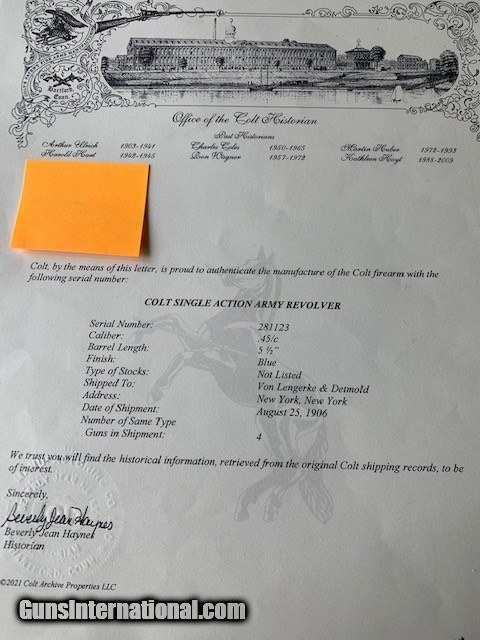 Hartford,
Conn.
Office of the Colt Historian
Past Historians
Arthur Ulrich 1903-1941 Charles Coles 1950-1965 Martin Huber 1972-1993
Harold Hart 1942-1945 Don Wagner 1957-1972 Kathleen Hoyt 1988-2009
Colt, by the means of this letter, is proud to authenticate the manufacture of the Colt firearm with the
following serial number:
COLT SINGLE ACTION ARMY REVOLVER
Serial Number: 281123
Caliber: .45/c
Barrel Length: 5 ½"
Finish: Blue
Type of Stocks: Not Listed
Shipped To: Von Lengerke & Detmold
Address: New York, New York
Date of Shipment: August 25, 1906
Number of Same Type
Guns in Shipment: 4
We trust you will find the historical information, retrieved from the original Colt shipping records, to be
of interest.
Sincerely,
Beverly Jean Haynes
Beverly Jean Haynes
Historian
©2021 Colt Archive Properties LLC
GunsInternational.com